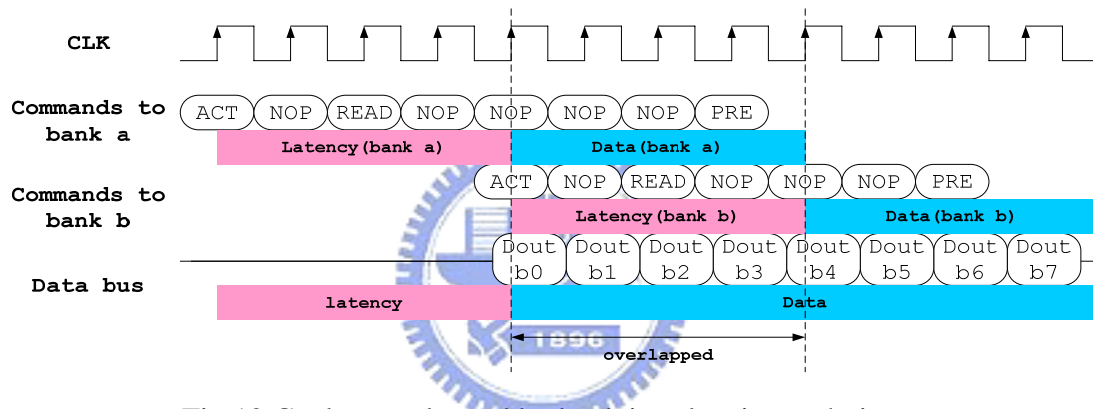 CLK
Commands to
bank a
ACT NOP READ NOP NOP NOP NOP PRE
Latency(bank a) Data(bank a)
Commands to
bank b
ACT NOP READ NOP NOP NOP PRE
Latency(bank b) Data(bank b)
Data bus
Dout Dout Dout Dout Dout Dout Dout Dout
b0 b1 b2 b3 b4 b5 b6 b7
latency Data
1896
overlapped